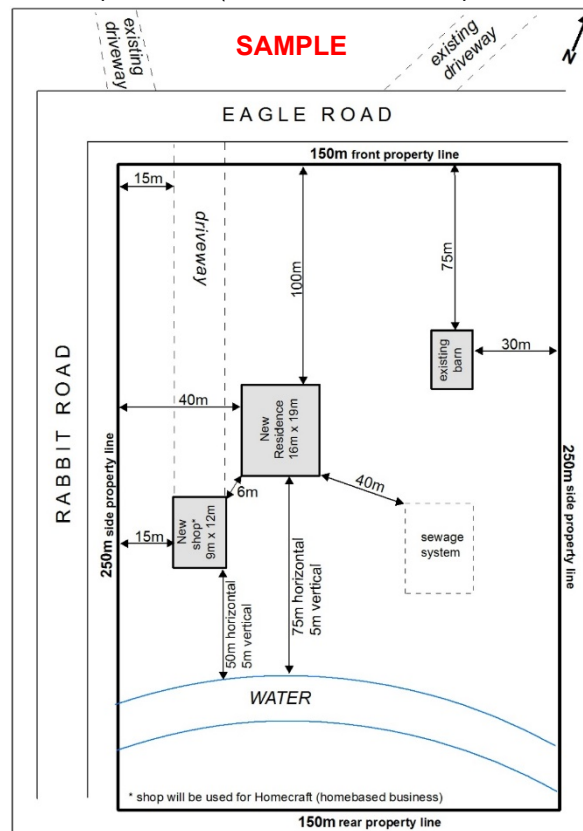 SAMPLE
existing
driveway
existing
driveway
N
EAGLE ROAD
150m front property line
15m
driveway
100m
75m
existing
barn
30m
RABBIT ROAD
40m
New
Residence
16m x 19m
250m side property line
250m side property line
6m
40m
New
shop*
9m x 12m
15m
sewage
system
50m horizontal
5m vertical
75m horizontal
5m vertical
WATER
* shop will be used for Homecraft (homebased business)
150m rear property line